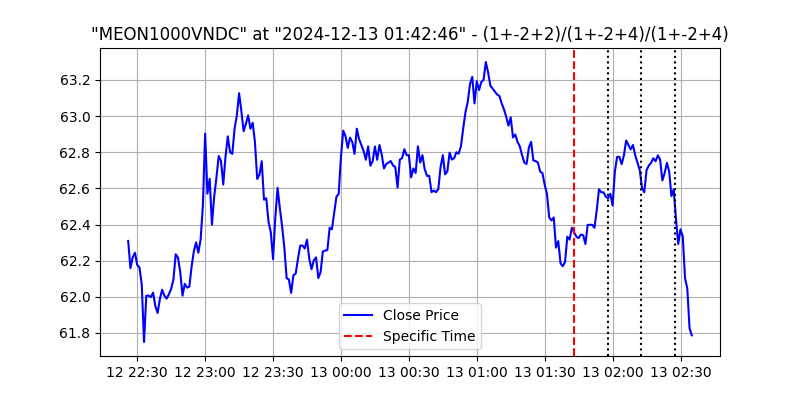 "MEON1000VNDC" at "2024-12-13 01:42:46" - (1+-2+2)/(1+-2+4)/(1+-2+4)
63.2
63.0
62.8
62.6
62.4
62.2
62.0
61.8
Close Price
Specific Time
12 22:30 12 23:00 12 23:30 13 00:00 13 00:30 13 01:00 13 01:30 13 02:00 13 02:30